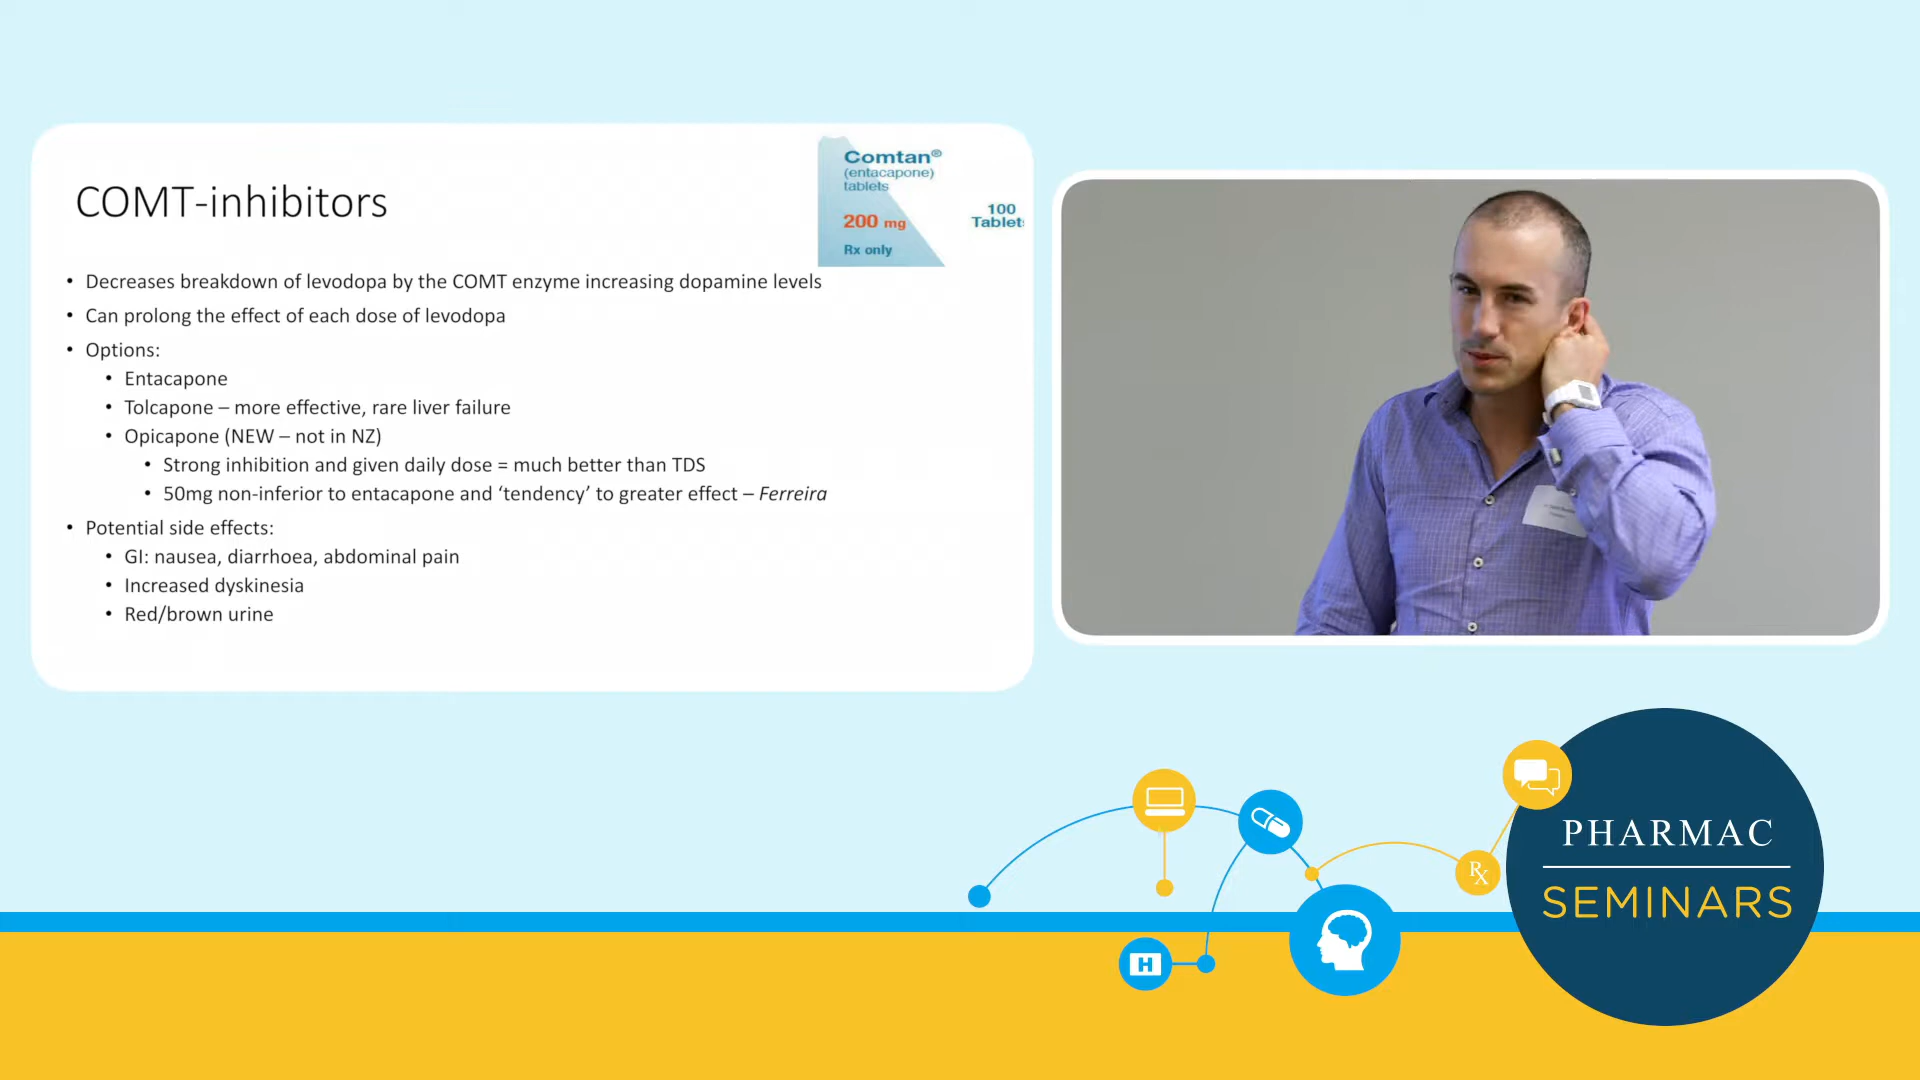 COMT-inhibitors
Comtan®
(entacapone)
tablets
200 mg
Rx only
100
Tablet
• Decreases breakdown of levodopa by the COMT enzyme increasing dopamine levels
• Can prolong the effect of each dose of levodopa
• Options:
• Entacapone
• Tolcapone – more effective, rare liver failure
• Opicapone (NEW – not in NZ)
• Strong inhibition and given daily dose = much better than TDS
• 50mg non-inferior to entacapone and ‘tendency’ to greater effect – Ferreira
• Potential side effects:
• GI: nausea, diarrhoea, abdominal pain
• Increased dyskinesia
• Red/brown urine
Rx
H
PHARMAC
SEMINARS